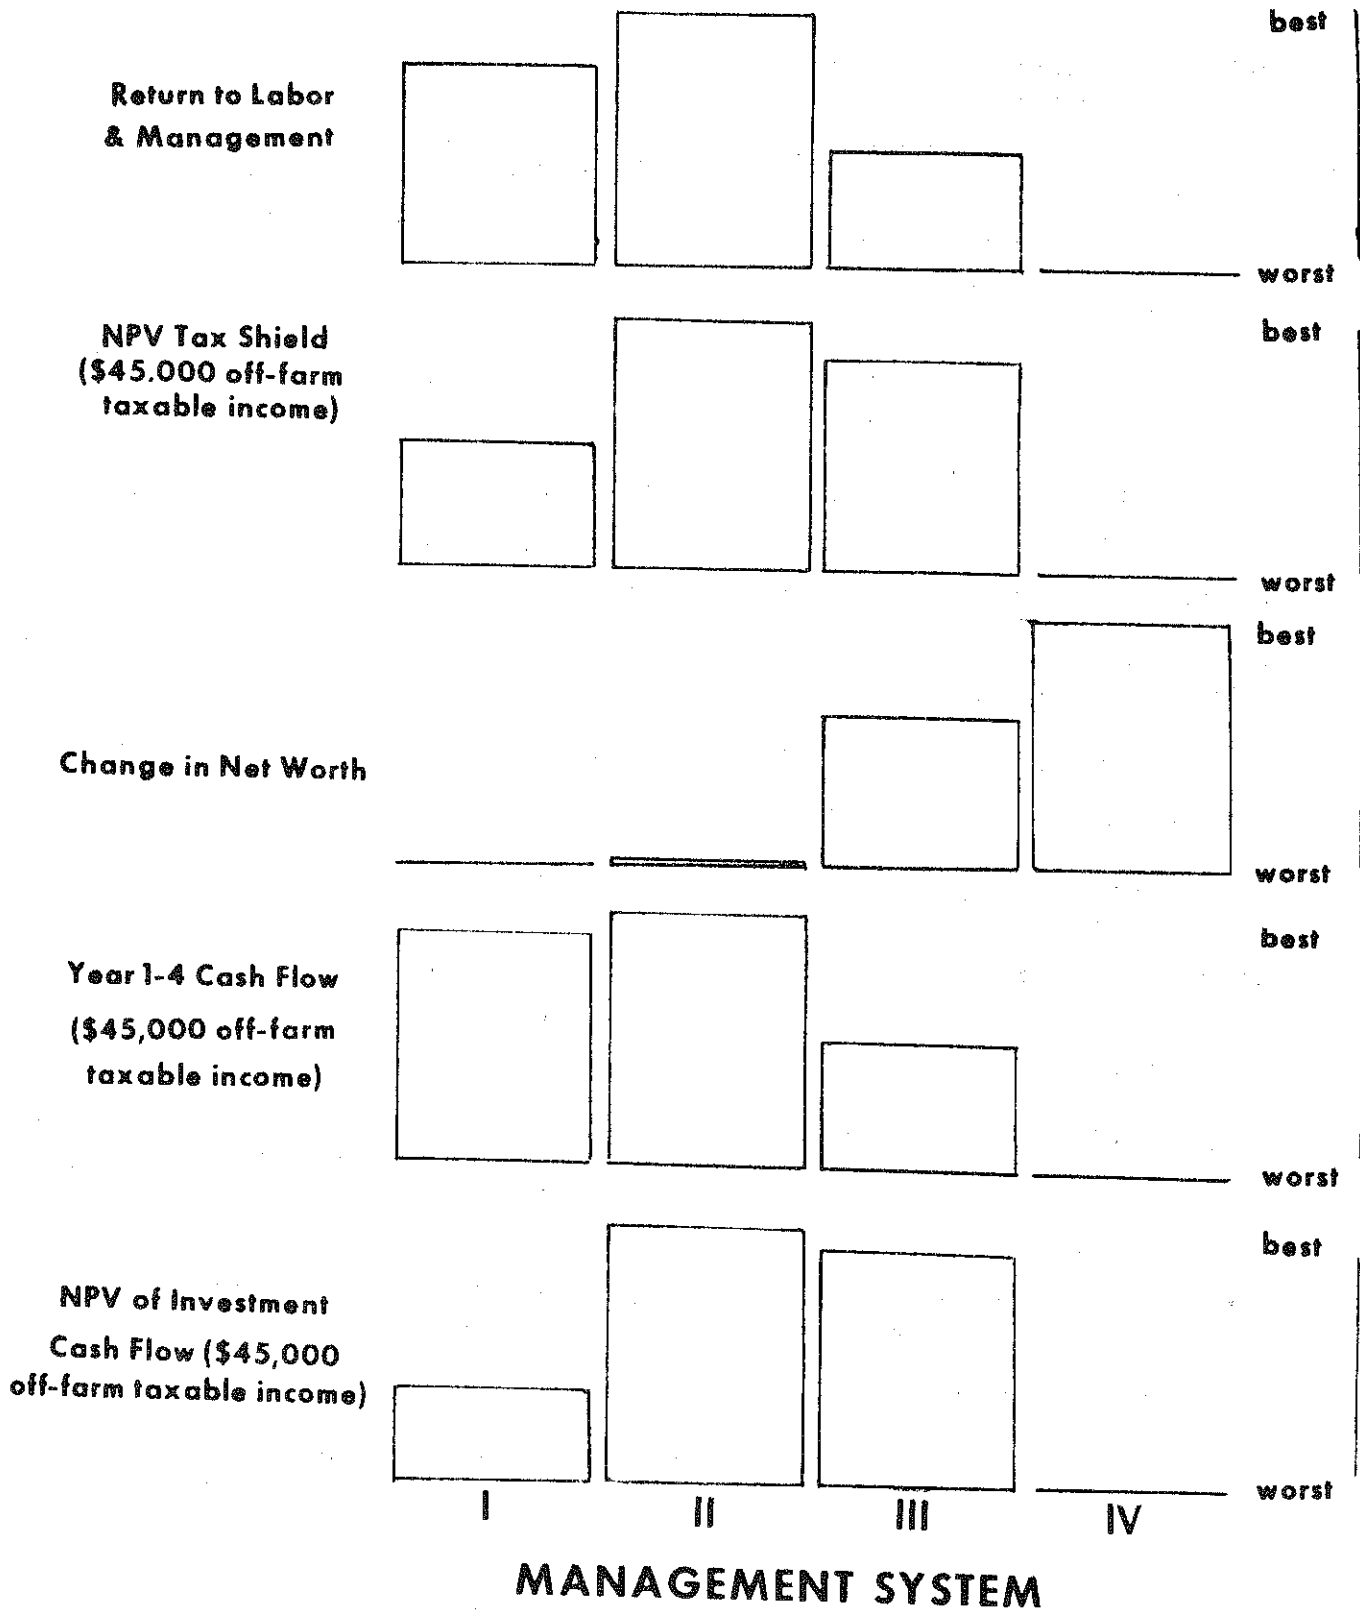 best
Return to Labor
& Management
worst
NPV Tax Shield
($45.000 off-farm
taxable income)
best
worst
best
Change in Net Worth
worst
best
Year 1-4 Cash Flow
($45,000 off-farm
taxable income)
worst
best
NPV of Investment
Cash Flow ($45,000
off-farm taxable income)
worst
I II III IV
MANAGEMENT SYSTEM